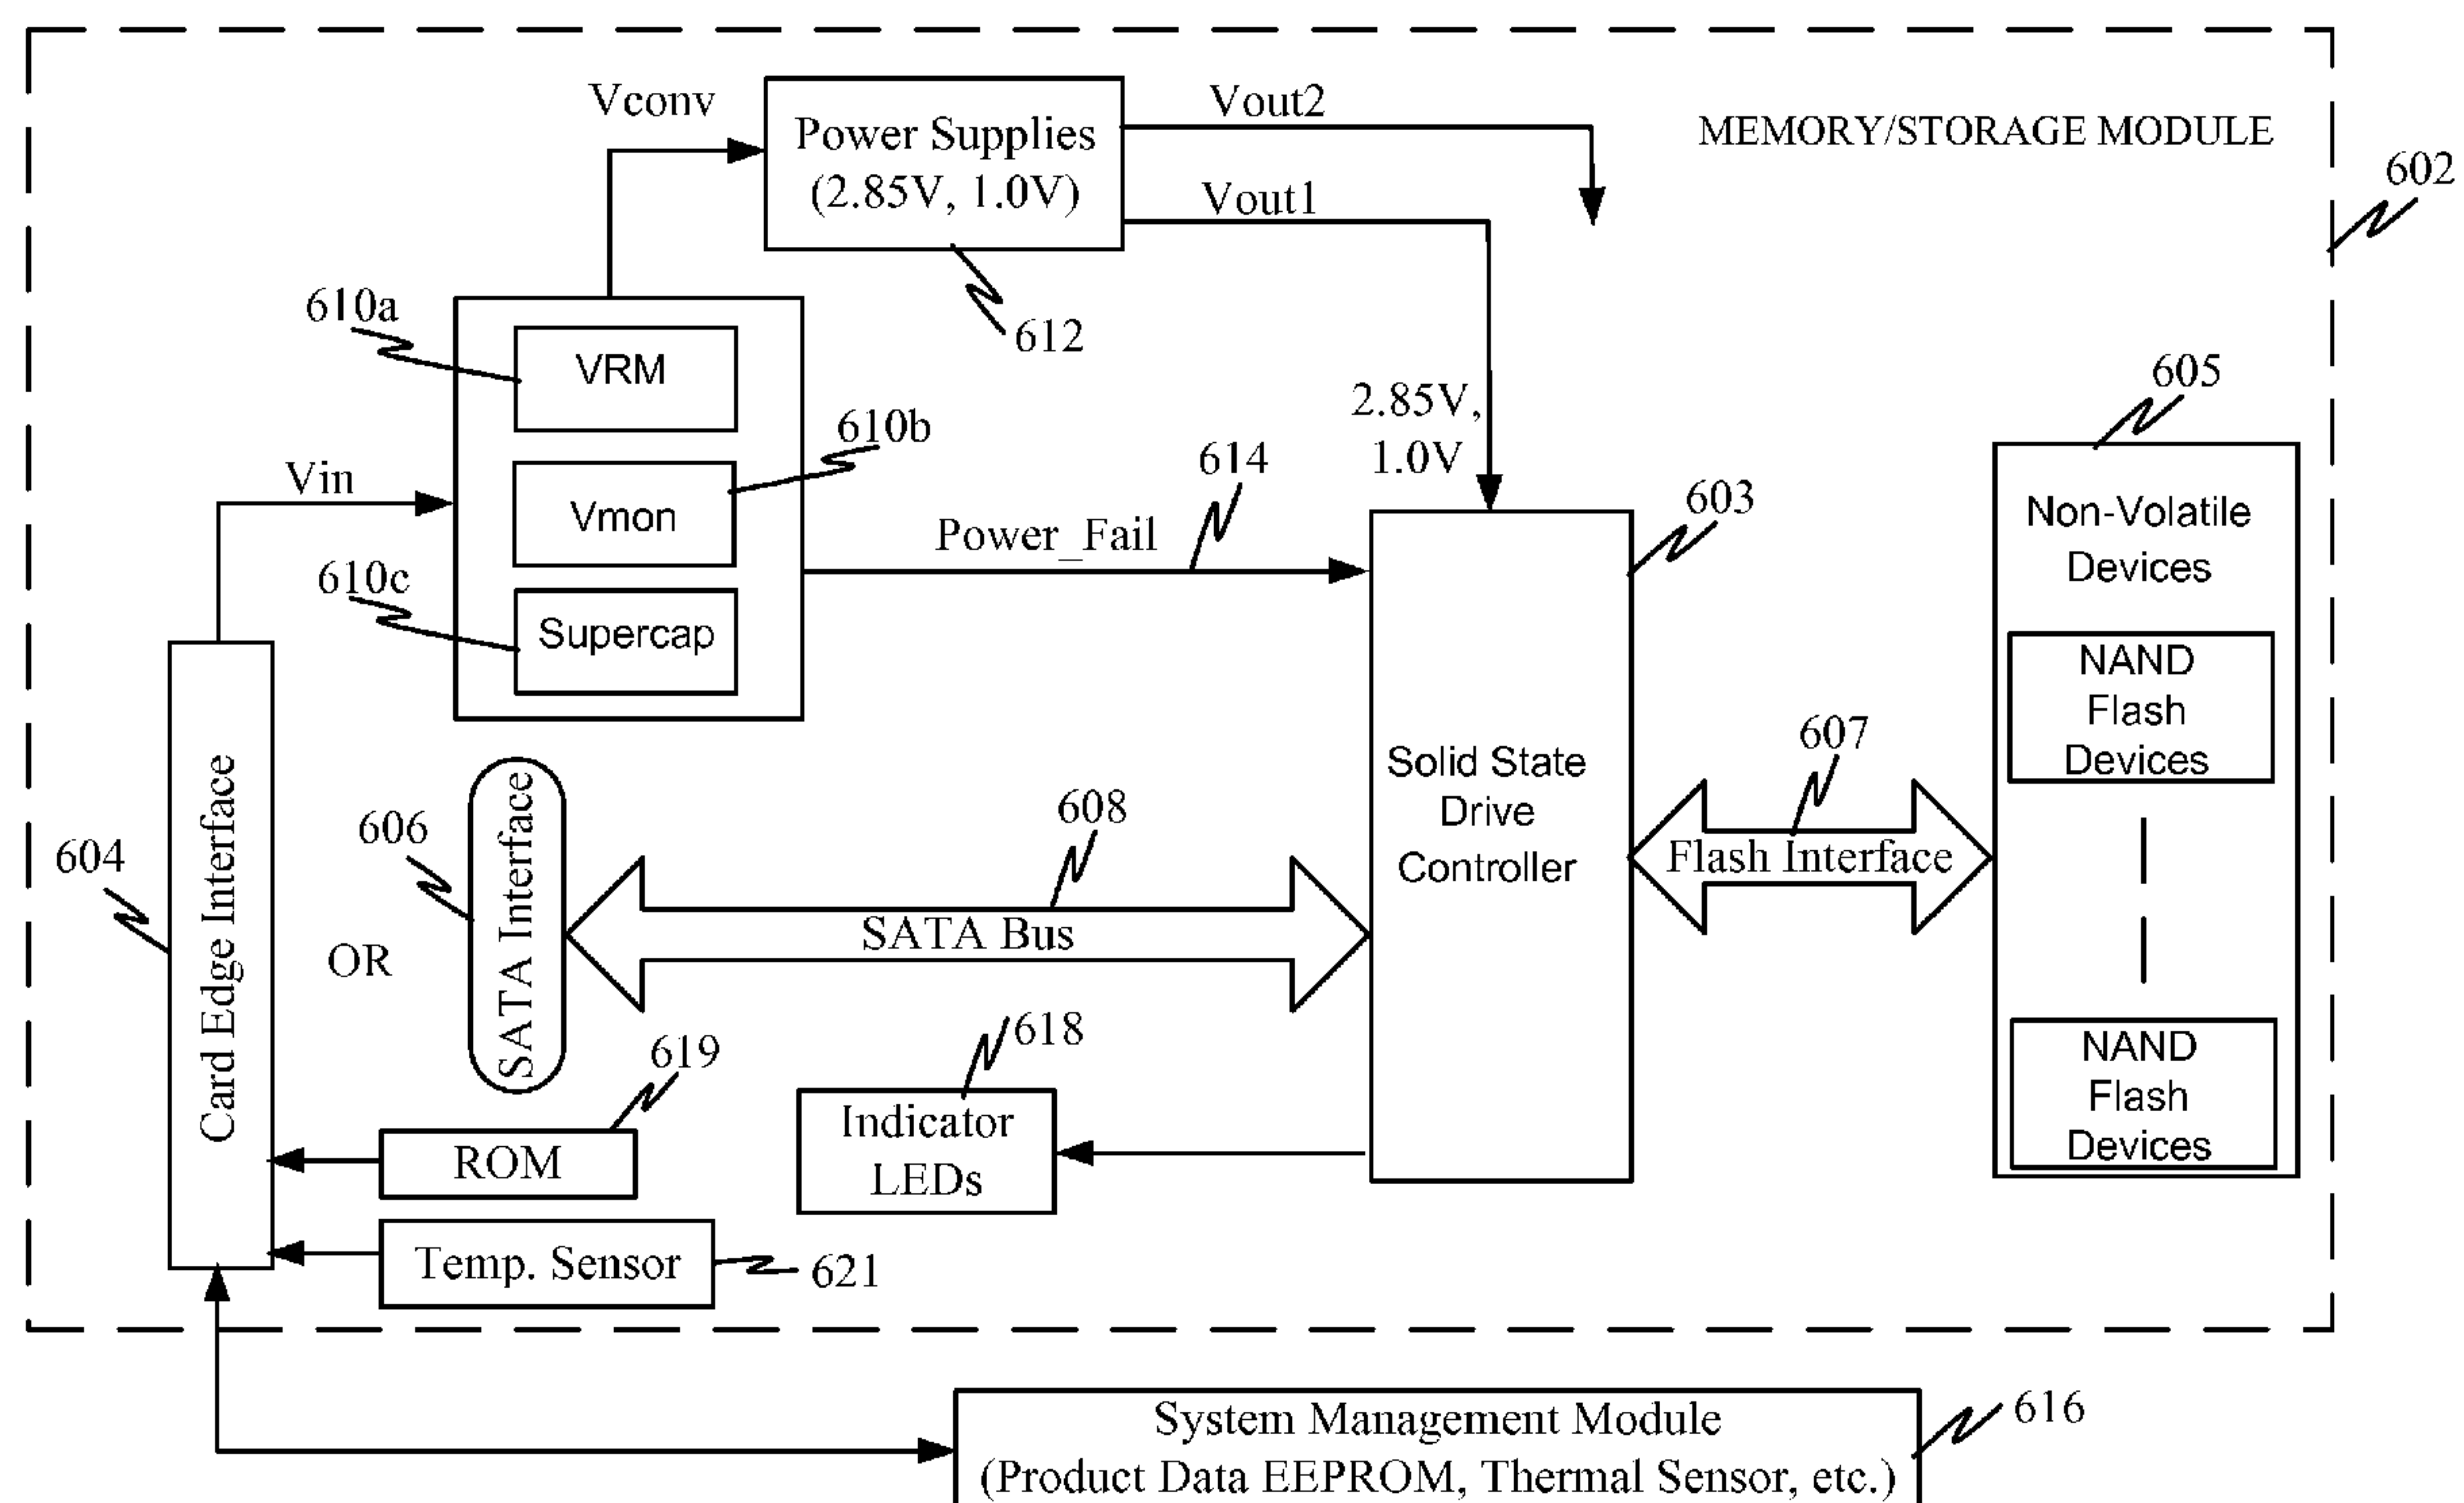 Vconv
Power Supplies
(2.85V, 1.0V)
Vout2
Vout1
MEMORY/STORAGE MODULE
602
612
610a
VRM
610b
Vmon
610c
Supercap
Vin
Power_Fail
614
2.85V,
1.0V
603
605
Non-Volatile
Devices
NAND
Flash
Devices
NAND
Flash
Devices
Solid State
Drive
Controller
607
Flash Interface
604
Card Edge Interface
OR
606
SATA Interface
608
SATA Bus
619
ROM
618
Indicator
LEDs
Temp. Sensor
621
System Management Module
(Product Data EEPROM, Thermal Sensor, etc.)
616